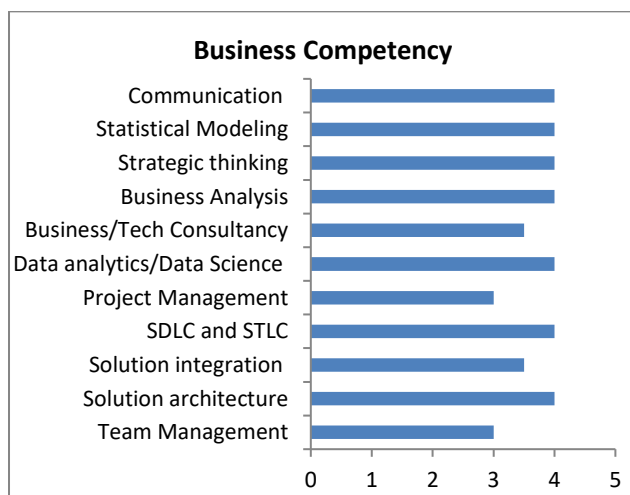 Business Competency
Communication
Statistical Modeling
Strategic thinking
Business Analysis
Business/Tech Consultancy
Data analytics/Data Science
Project Management
SDLC and STLC
Solution integration
Solution architecture
Team Management
0 1 2 3 4 5